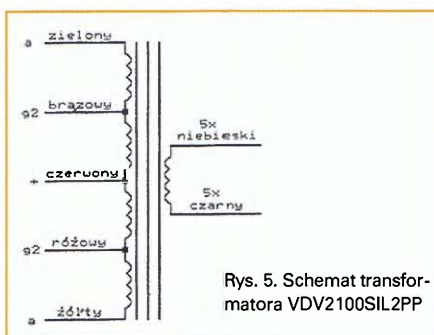 a zielony
g2 brązowy
5x
niebieski
+ czerwony
5x
czarny
g2 różowy
Rys. 5. Schemat transfor-
matora VDV2100SIL2PP
a żółty